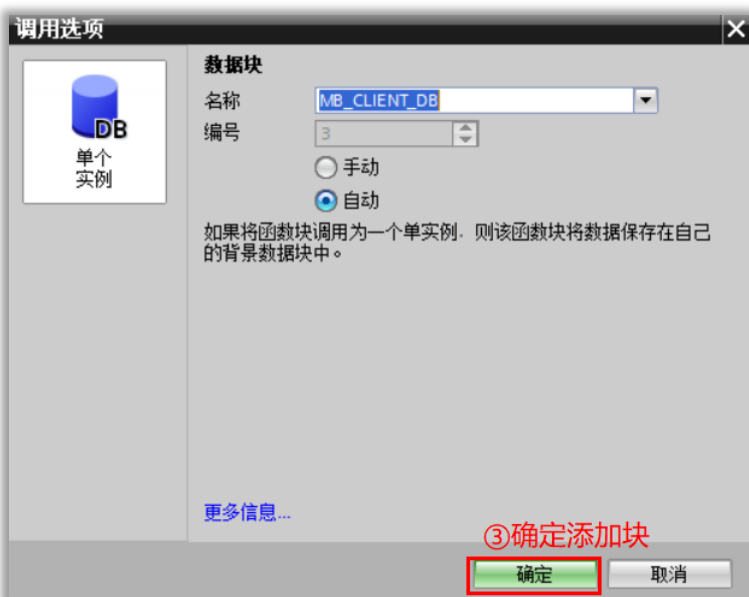 调用选项
DB
单个
实例
数据块
名称 MB_CLIENT_DB
编号 3
手动
自动
如果将函数块调用为一个单实例，则该函数块将数据保存在自己
的背景数据块中。
更多信息...
③确定添加块
确定 取消